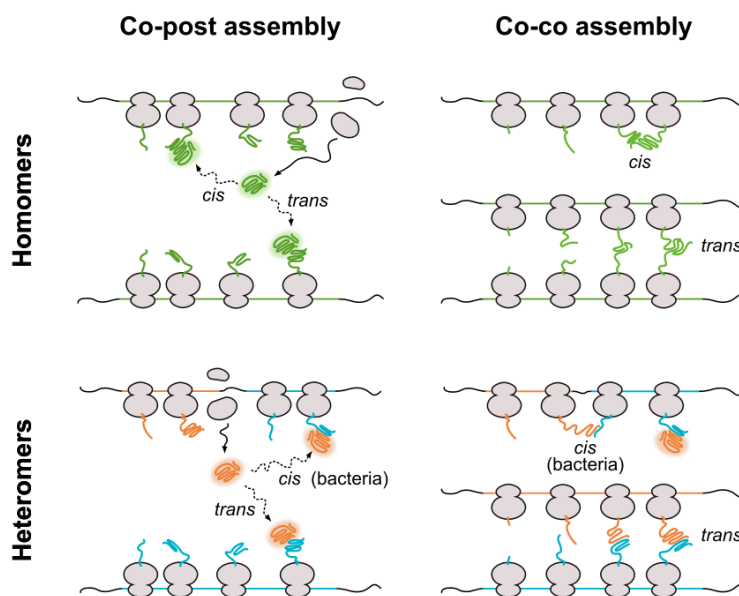 Co-post assembly
Co-co assembly
Homomers
cis
trans
cis
trans
Heteromers
cis (bacteria)
trans
cis
(bacteria)
trans